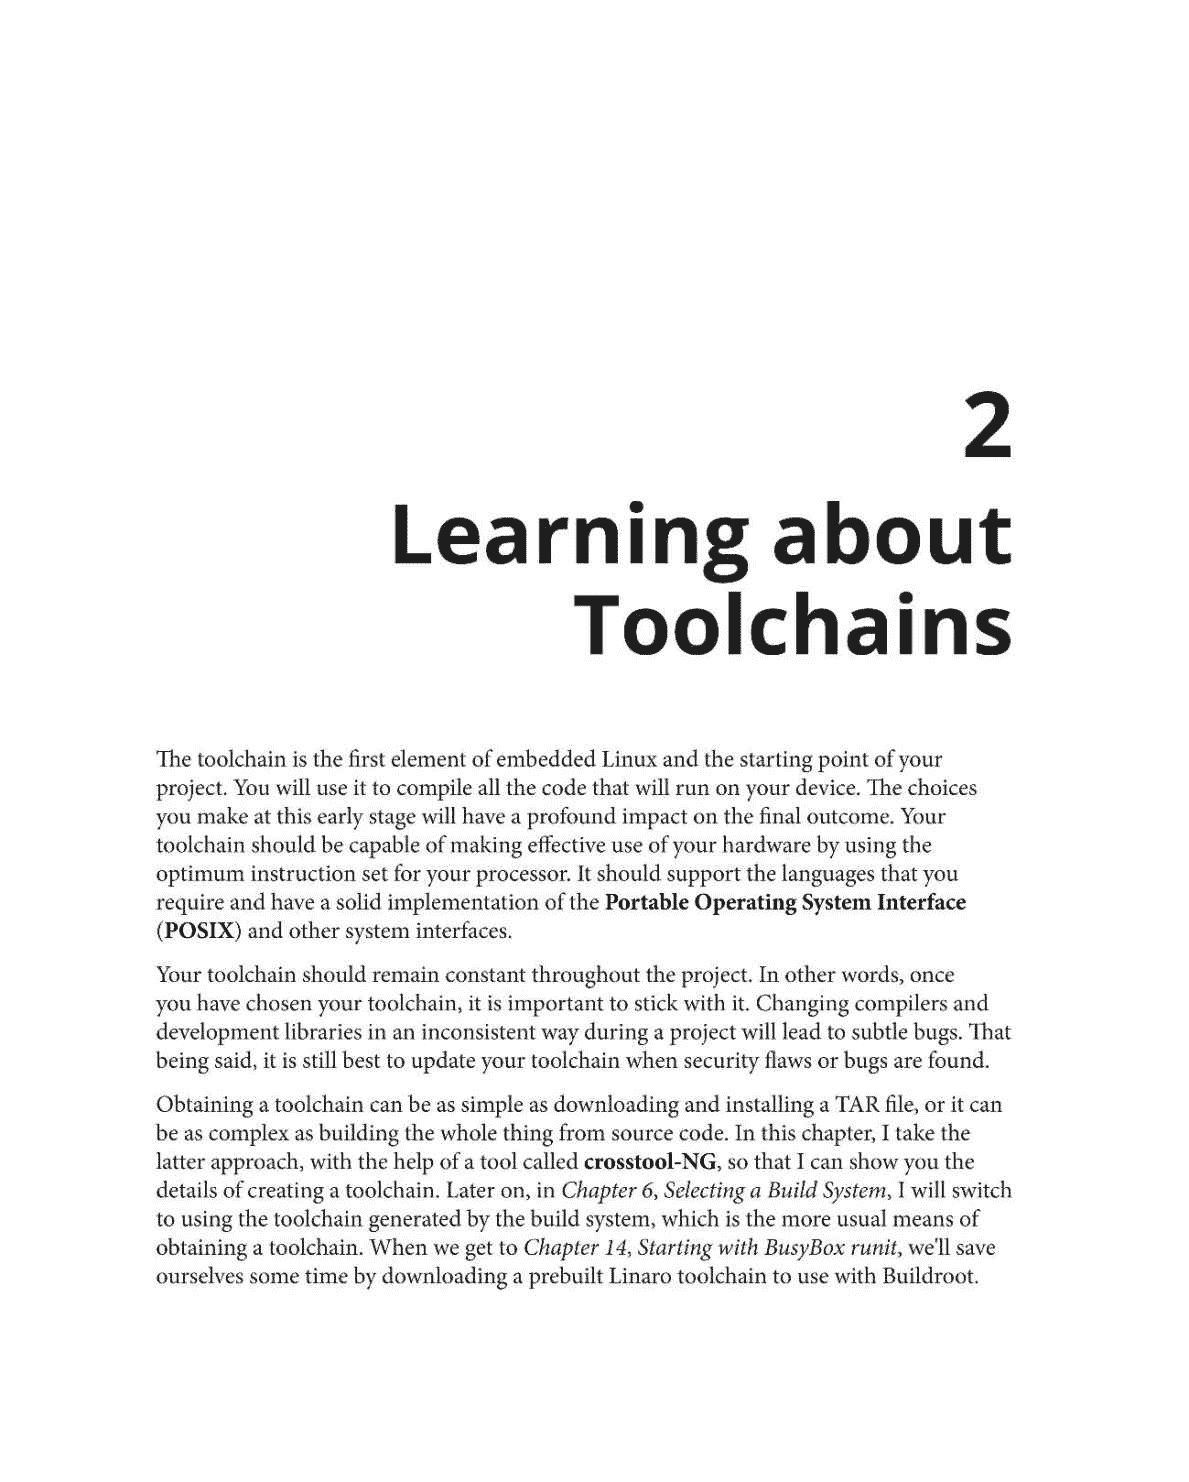 2
Learning about
Toolchains
The toolchain is the first element of embedded Linux and the starting point of your
project. You will use it to compile all the code that will run on your device. The choices
you make at this early stage will have a profound impact on the final outcome. Your
toolchain should be capable of making effective use of your hardware by using the
optimum instruction set for your processor. It should support the languages that you
require and have a solid implementation of the Portable Operating System Interface
(POSIX) and other system interfaces.
Your toolchain should remain constant throughout the project. In other words, once
you have chosen your toolchain, it is important to stick with it. Changing compilers and
development libraries in an inconsistent way during a project will lead to subtle bugs. That
being said, it is still best to update your toolchain when security flaws or bugs are found.
Obtaining a toolchain can be as simple as downloading and installing a TAR file, or it can
be as complex as building the whole thing from source code. In this chapter, I take the
latter approach, with the help of a tool called crosstool-NG, so that I can show you the
details of creating a toolchain. Later on, in Chapter 6, Selecting a Build System, I will switch
to using the toolchain generated by the build system, which is the more usual means of
obtaining a toolchain. When we get to Chapter 14, Starting with BusyBox runit, we'll save
ourselves some time by downloading a prebuilt Linaro toolchain to use with Buildroot.